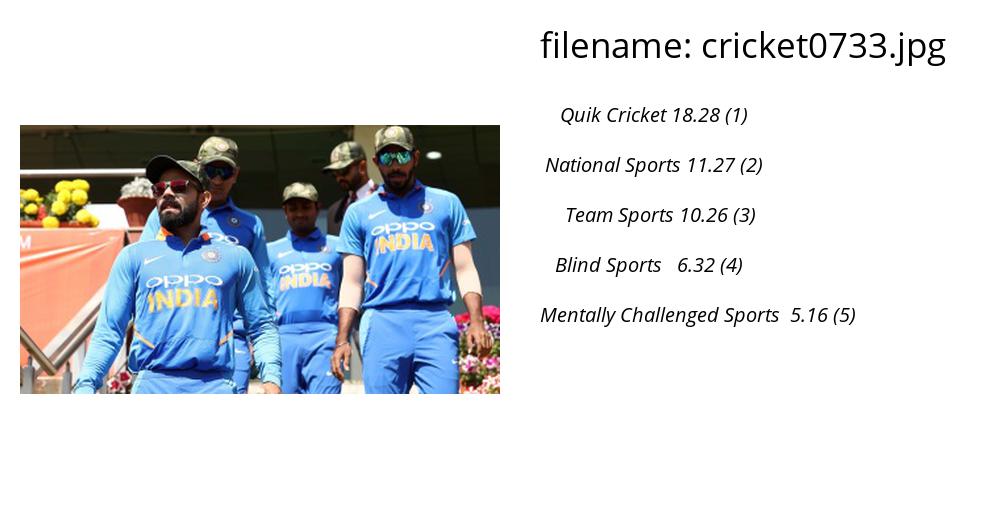 filename: cricket0733.jpg
Quik Cricket 18.28 (1)
National Sports 11.27 (2)
Team Sports 10.26 (3)
Blind Sports 6.32 (4)
Mentally Challenged Sports 5.16 (5)
M
oppo
INDIA
oppo
INDIA
oppo
INDIA